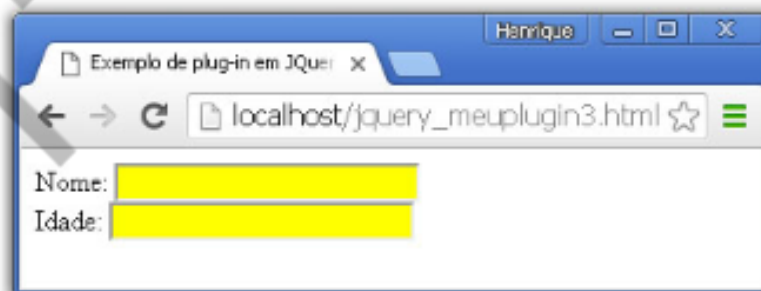 Henrique
Exemplo de plug-in em JQuer
localhost/jquery_meuplugin3.html
Nome:
Idade: